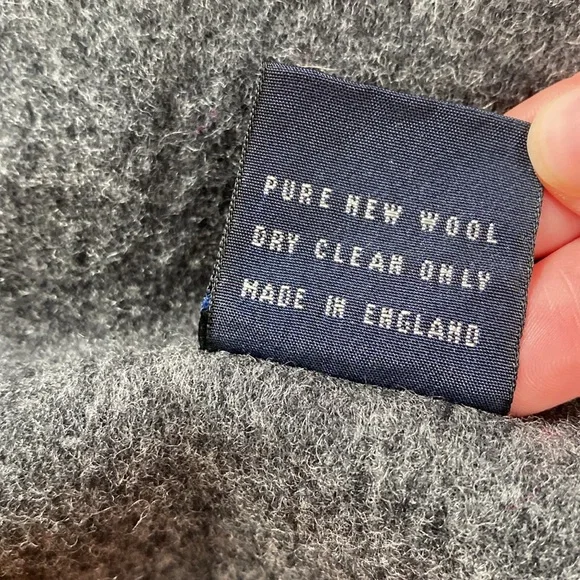 PURE NEW WOOL
DRY CLEAN ONLY
MADE IN ENGLAND